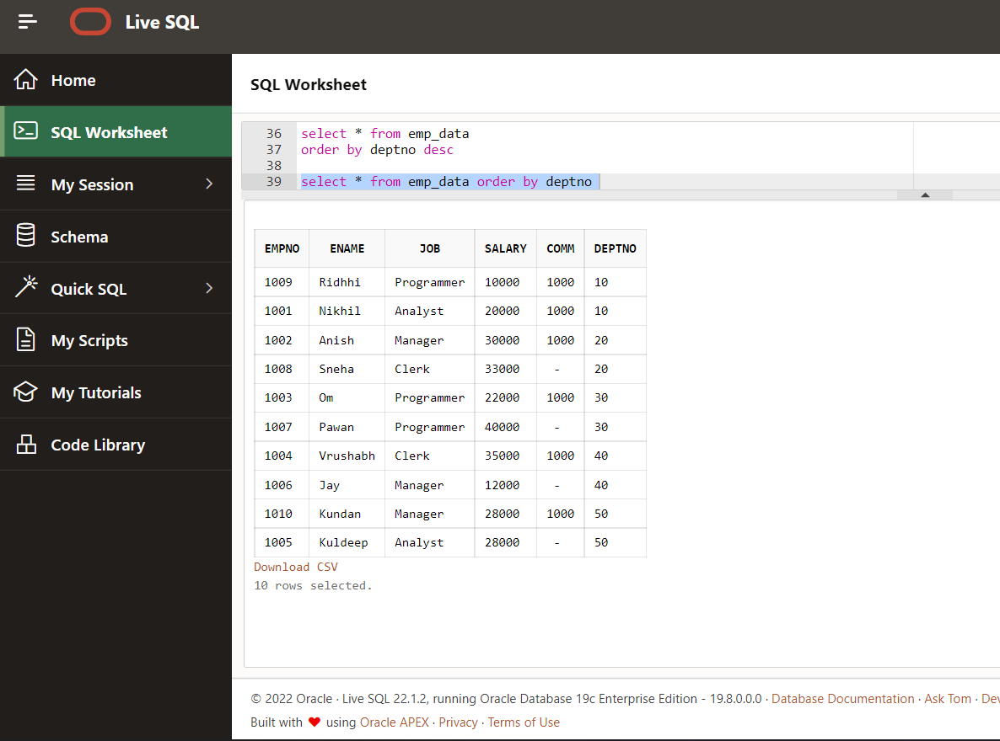 Live SQL
Home
SQL Worksheet
My Session
Schema
Quick SQL
My Scripts
My Tutorials
Code Library
SQL Worksheet
36 select * from emp_data
37 order by deptno desc
38
39 select * from emp_data order by deptno
EMPNO ENAME JOB SALARY COMM DEPTNO
1009 Ridhhi Programmer 10000 1000 10
1001 Nikhil Analyst 20000 1000 10
1002 Anish Manager 30000 1000 20
1008 Sneha Clerk 33000 - 20
1003 Om Programmer 22000 1000 30
1007 Pawan Programmer 40000 - 30
1004 Vrushabh Clerk 35000 1000 40
1006 Jay Manager 12000 - 40
1010 Kundan Manager 28000 1000 50
1005 Kuldeep Analyst 28000 - 50
Download CSV
10 rows selected.
© 2022 Oracle · Live SQL 22.1.2, running Oracle Database 19c Enterprise Edition - 19.8.0.0.0 · Database Documentation · Ask Tom · Dev
Built with ❤ using Oracle APEX · Privacy · Terms of Use